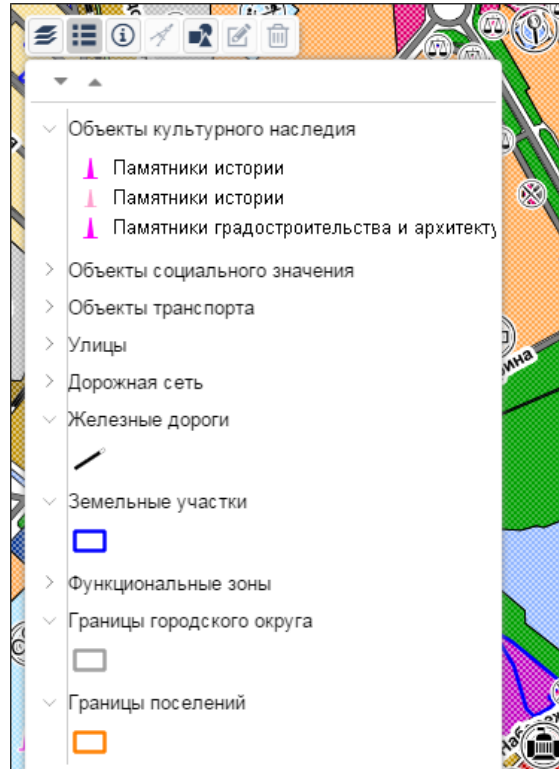 Объекты культурного наследия
Памятники истории
Памятники истории
Памятники градостроительства и архитекту
Объекты социального значения
Объекты транспорта
Улицы
Дорожная сеть
Железные дороги
Земельные участки
Функциональные зоны
Границы городского округа
Границы поселений